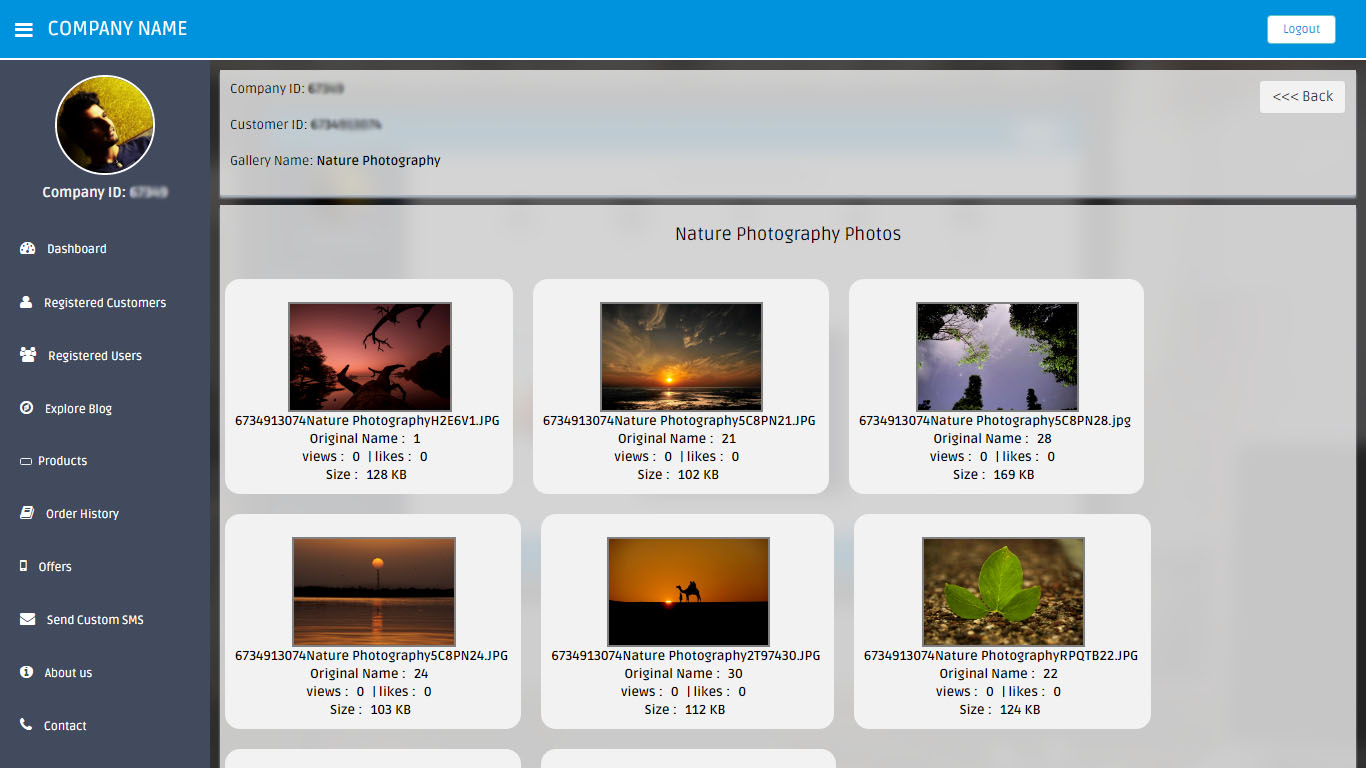 COMPANY NAME
Logout
Company ID:
Dashboard
Registered Customers
Registered Users
Explore Blog
Products
Order History
Offers
Send Custom SMS
About us
Contact
Company ID:
<<< Back
Customer ID:
Gallery Name: Nature Photography
Nature Photography Photos
6734913074Nature PhotographyH2E6V1.JPG
Original Name : 1
views : 0 | likes : 0
Size : 128 KB
6734913074Nature Photography5C8PN21.JPG
Original Name : 21
views : 0 | likes : 0
Size : 102 KB
6734913074Nature Photography5C8PN28.jpg
Original Name : 28
views : 0 | likes : 0
Size : 169 KB
6734913074Nature Photography5C8PN24.JPG
Original Name : 24
views : 0 | likes : 0
Size : 103 KB
6734913074Nature Photography2T97430.JPG
Original Name : 30
views : 0 | likes : 0
Size : 112 KB
6734913074Nature PhotographyRPQTB22.JPG
Original Name : 22
views : 0 | likes : 0
Size : 124 KB